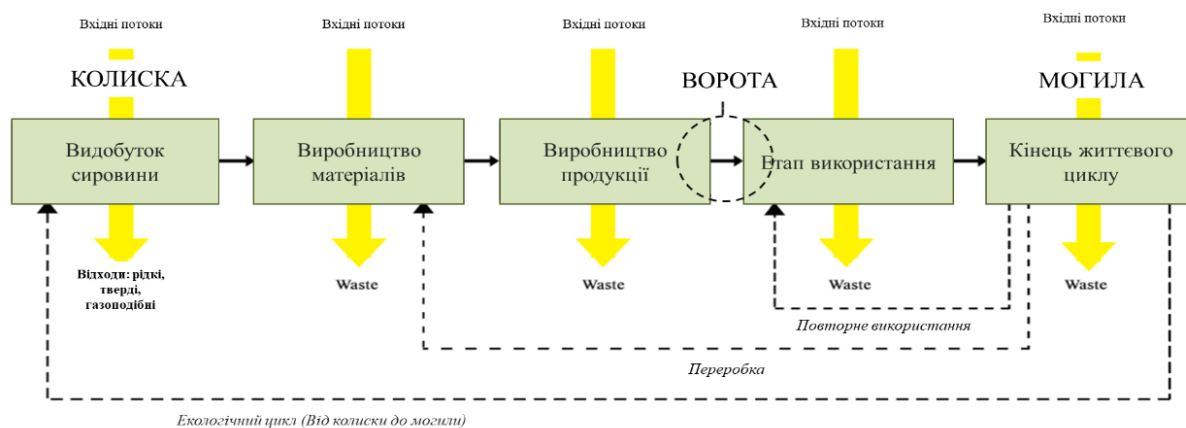 Вхідні потоки
Вхідні потоки
Вхідні потоки
Вхідні потоки
Вхідні потоки
КОЛИСКА
ВОРОТА
МОГИЛА
Видобуток
сировини
Виробництво
матеріалів
Виробництво
продукції
Етап використання
Кінець життєвого
циклу
Відходи: рідкі,
тверді,
газоподібні
Waste
Waste
Waste
Waste
Повторне використання
Переробка
Екологічний цикл (Від колиски до могили)